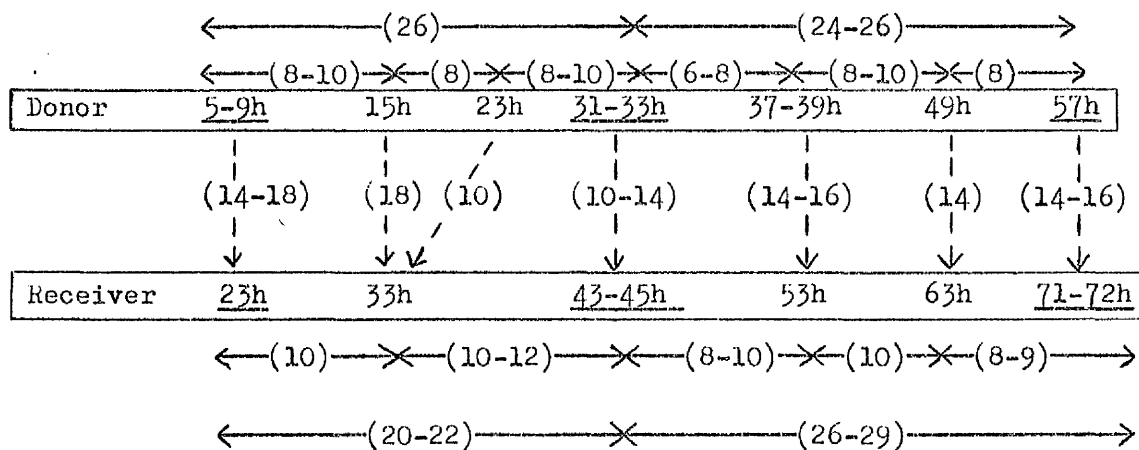 (26) (24-26)
(8-10) (8) (8-10) (6-8) (8-10) (8)
Donor 5-9h 15h 23h 31-33h 37-39h 49h 57h
(14-18) (18) (10) (10-14) (14-16) (14) (14-16)
Receiver 23h 33h 43-45h 53h 63h 71-72h
(10) (10-12) (8-10) (10) (8-9)
(20-22) (26-29)